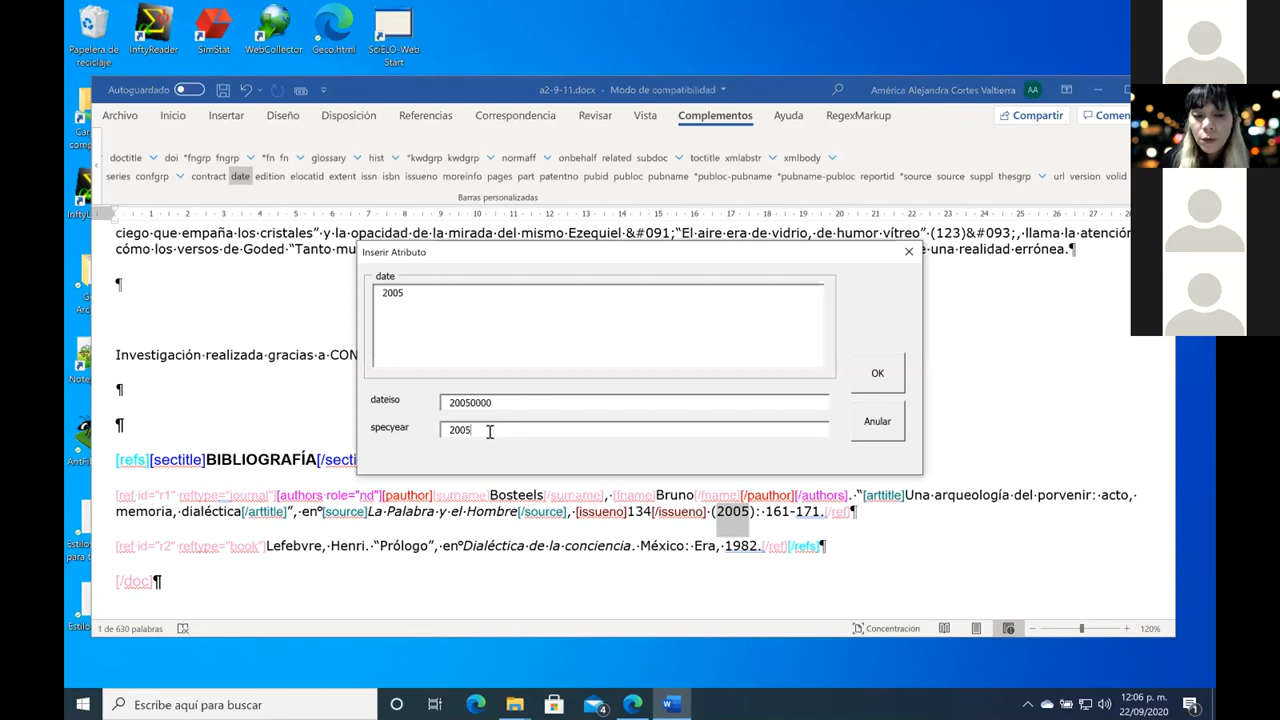 Papelera de reciclaje
InftyReader
SimStat
WebCollector
Geco.html
SciELO-Web Start
Autoguardado
a2-9-11.docx - Modo de compatibilidad
América Alejandra Cortes Valtierra
AA
Archivo Inicio Insertar Diseño Disposición Referencias Correspondencia Revisar Vista Complementos Ayuda RegexMarkup
Compartir
Comen
doctitle doi *fngrp fngrp *fn fn glossary hist *kwdgrp kwdgrp normaff onbehalf related subdoc toctitle xmlabstr xmlbody
series confgrp contract date edition elocatid extent issn isbn issueno moreinfo pages part patentno pubid publoc pubname *publoc-pubname *pubname-publoc reportid *source source suppl thesgrp url version volid
Barras personalizadas
ciego que empaña los cristales” y la opacidad de la mirada del mismo Ezequiel &#091;“El aire era de vidrio, de humor vítreo” (123)&#093;, llama la atención
cómo los versos de Goded “Tanto mu
una realidad errónea.¶
¶
Inserir Atributo
date
2005
dateiso
20050000
specyear
2005
OK
Anular
Investigación realizada gracias a CON
¶
¶
[refs][sectitle]BIBLIOGRAFÍA[/secti
[ref id="r1" reftype="journal"][authors role="nd"][pauthor][surname]Bosteels[/surname], [fname]Bruno[/fname][/pauthor][/authors]. “[arttitle]Una arqueología del porvenir: acto,
memoria, dialéctica[/arttitle]”, en [source]La Palabra y el Hombre[/source], [issueno]134[/issueno] (2005): 161-171.[/ref]¶
[ref id="r2" reftype="book"]Lefebvre, Henri. “Prólogo”, en Dialéctica de la conciencia. México: Era, 1982.[/ref][/refs]¶
[/doc]¶
1 de 630 palabras
Concentración
120%
Escribe aquí para buscar
4
12:06 p. m.
22/09/2020
1